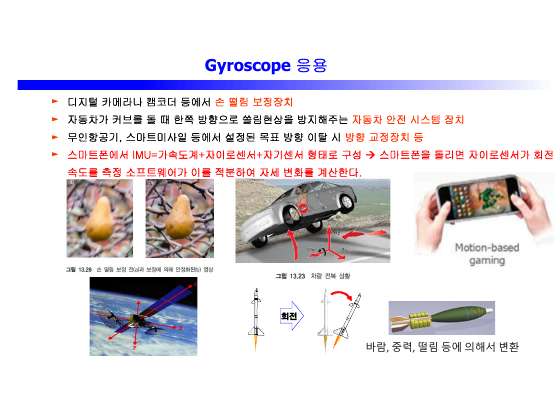 Gyroscope 응용
► 디지털 카메라나 캠코더 등에서 손 떨림 보정장치
► 자동차가 커브를 돌 때 한쪽 방향으로 쏠림현상을 방지해주는 자동차 안전 시스템 장치
► 무인항공기, 스마트미사일 등에서 설정된 목표 방향 이탈 시 방향 교정장치 등
► 스마트폰에서 IMU=가속도계+자이로센서+자기센서 형태로 구성 → 스마트폰을 돌리면 자이로센서가 회전
속도를 측정 소프트웨어가 이를 적분하여 자세 변화를 계산한다.
그림 13.23 차량 전복 상황
Motion-based
gaming
회전
바람, 중력, 떨림 등에 의해서 변환